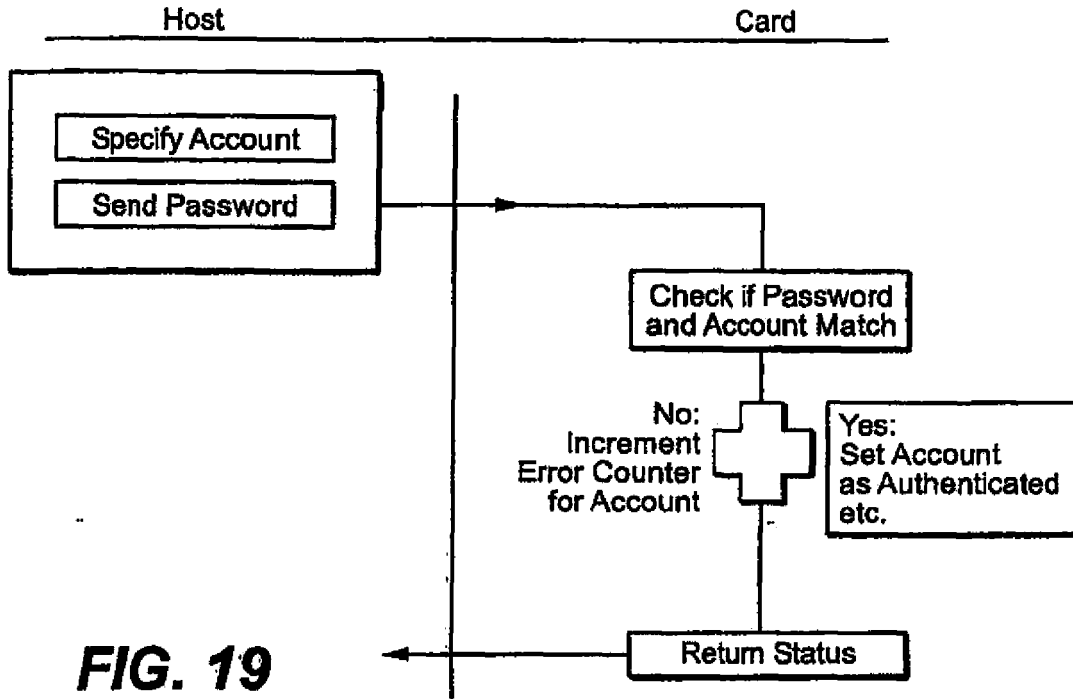 Host
Card
Specify Account
Send Password
Check if Password
and Account Match
No:
Increment
Error Counter
for Account
Yes:
Set Account
as Authenticated
etc.
Return Status
FIG. 19